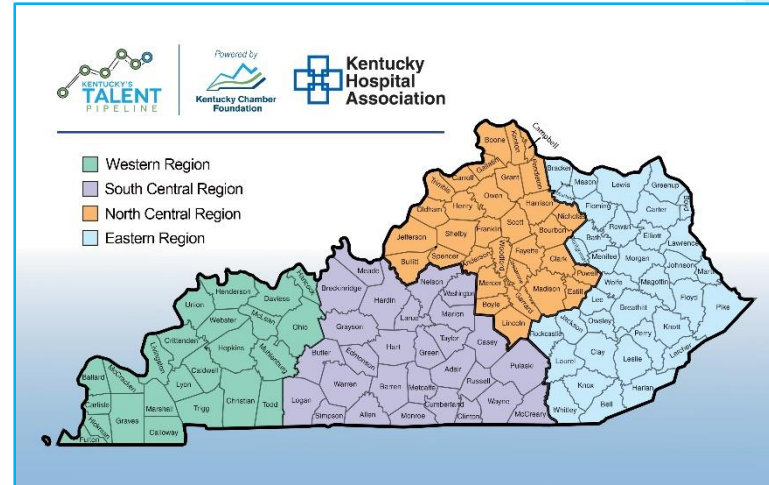 KENTUCKY'S
TALENT
PIPELINE
Powered by
Kentucky Chamber
Foundation
Kentucky
Hospital
Association
Western Region
South Central Region
North Central Region
Eastern Region
Campbell
Boone
Kenton
Gallatin
Pendleton
Bracken
Carroll
Grant
Mason
Lewis
Greenup
Trimble
Owen
Fleming
Carter
Boyd
Oldham
Henry
Harrison
Nicholas
Rowan
Elliott
Jefferson
Shelby
Franklin
Scott
Bourbon
Bath
Lawrence
Bullitt
Spencer
Anderson
Woodford
Fayette
Clark
Menifee
Morgan
Johnson
Meade
Nelson
Mercer
Madison
Powell
Estill
Wolfe
Magoffin
Floyd
Pike
Hancock
Breckinridge
Hardin
Washington
Boyle
Garrard
Lee
Breathitt
Henderson
Daviess
Larue
Marion
Lincoln
Rockcastle
Jackson
Owsley
Perry
Knott
Union
Webster
McLean
Ohio
Grayson
Taylor
Casey
Letcher
Crittenden
Hopkins
Muhlenburg
Butler
Edmonson
Hart
Green
Adair
Pulaski
Laurel
Clay
Leslie
Livingston
Caldwell
Warren
Barren
Metcalfe
Russell
Knox
Harlan
Ballard
McCracken
Lyon
Christian
Todd
Logan
Cumberland
Wayne
Whitley
Bell
Carlisle
Graves
Marshall
Trigg
Simpson
Allen
Monroe
Clinton
McCreary
Hickman
Fulton
Calloway